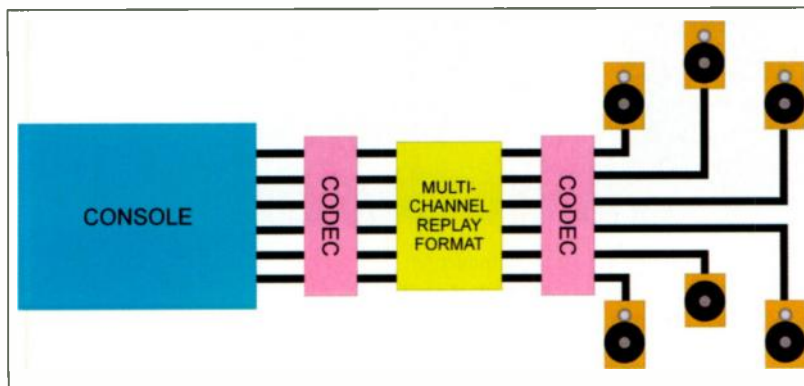 CONSOLE
CODEC
MULTI-
CHANNEL
REPLAY
FORMAT
CODEC